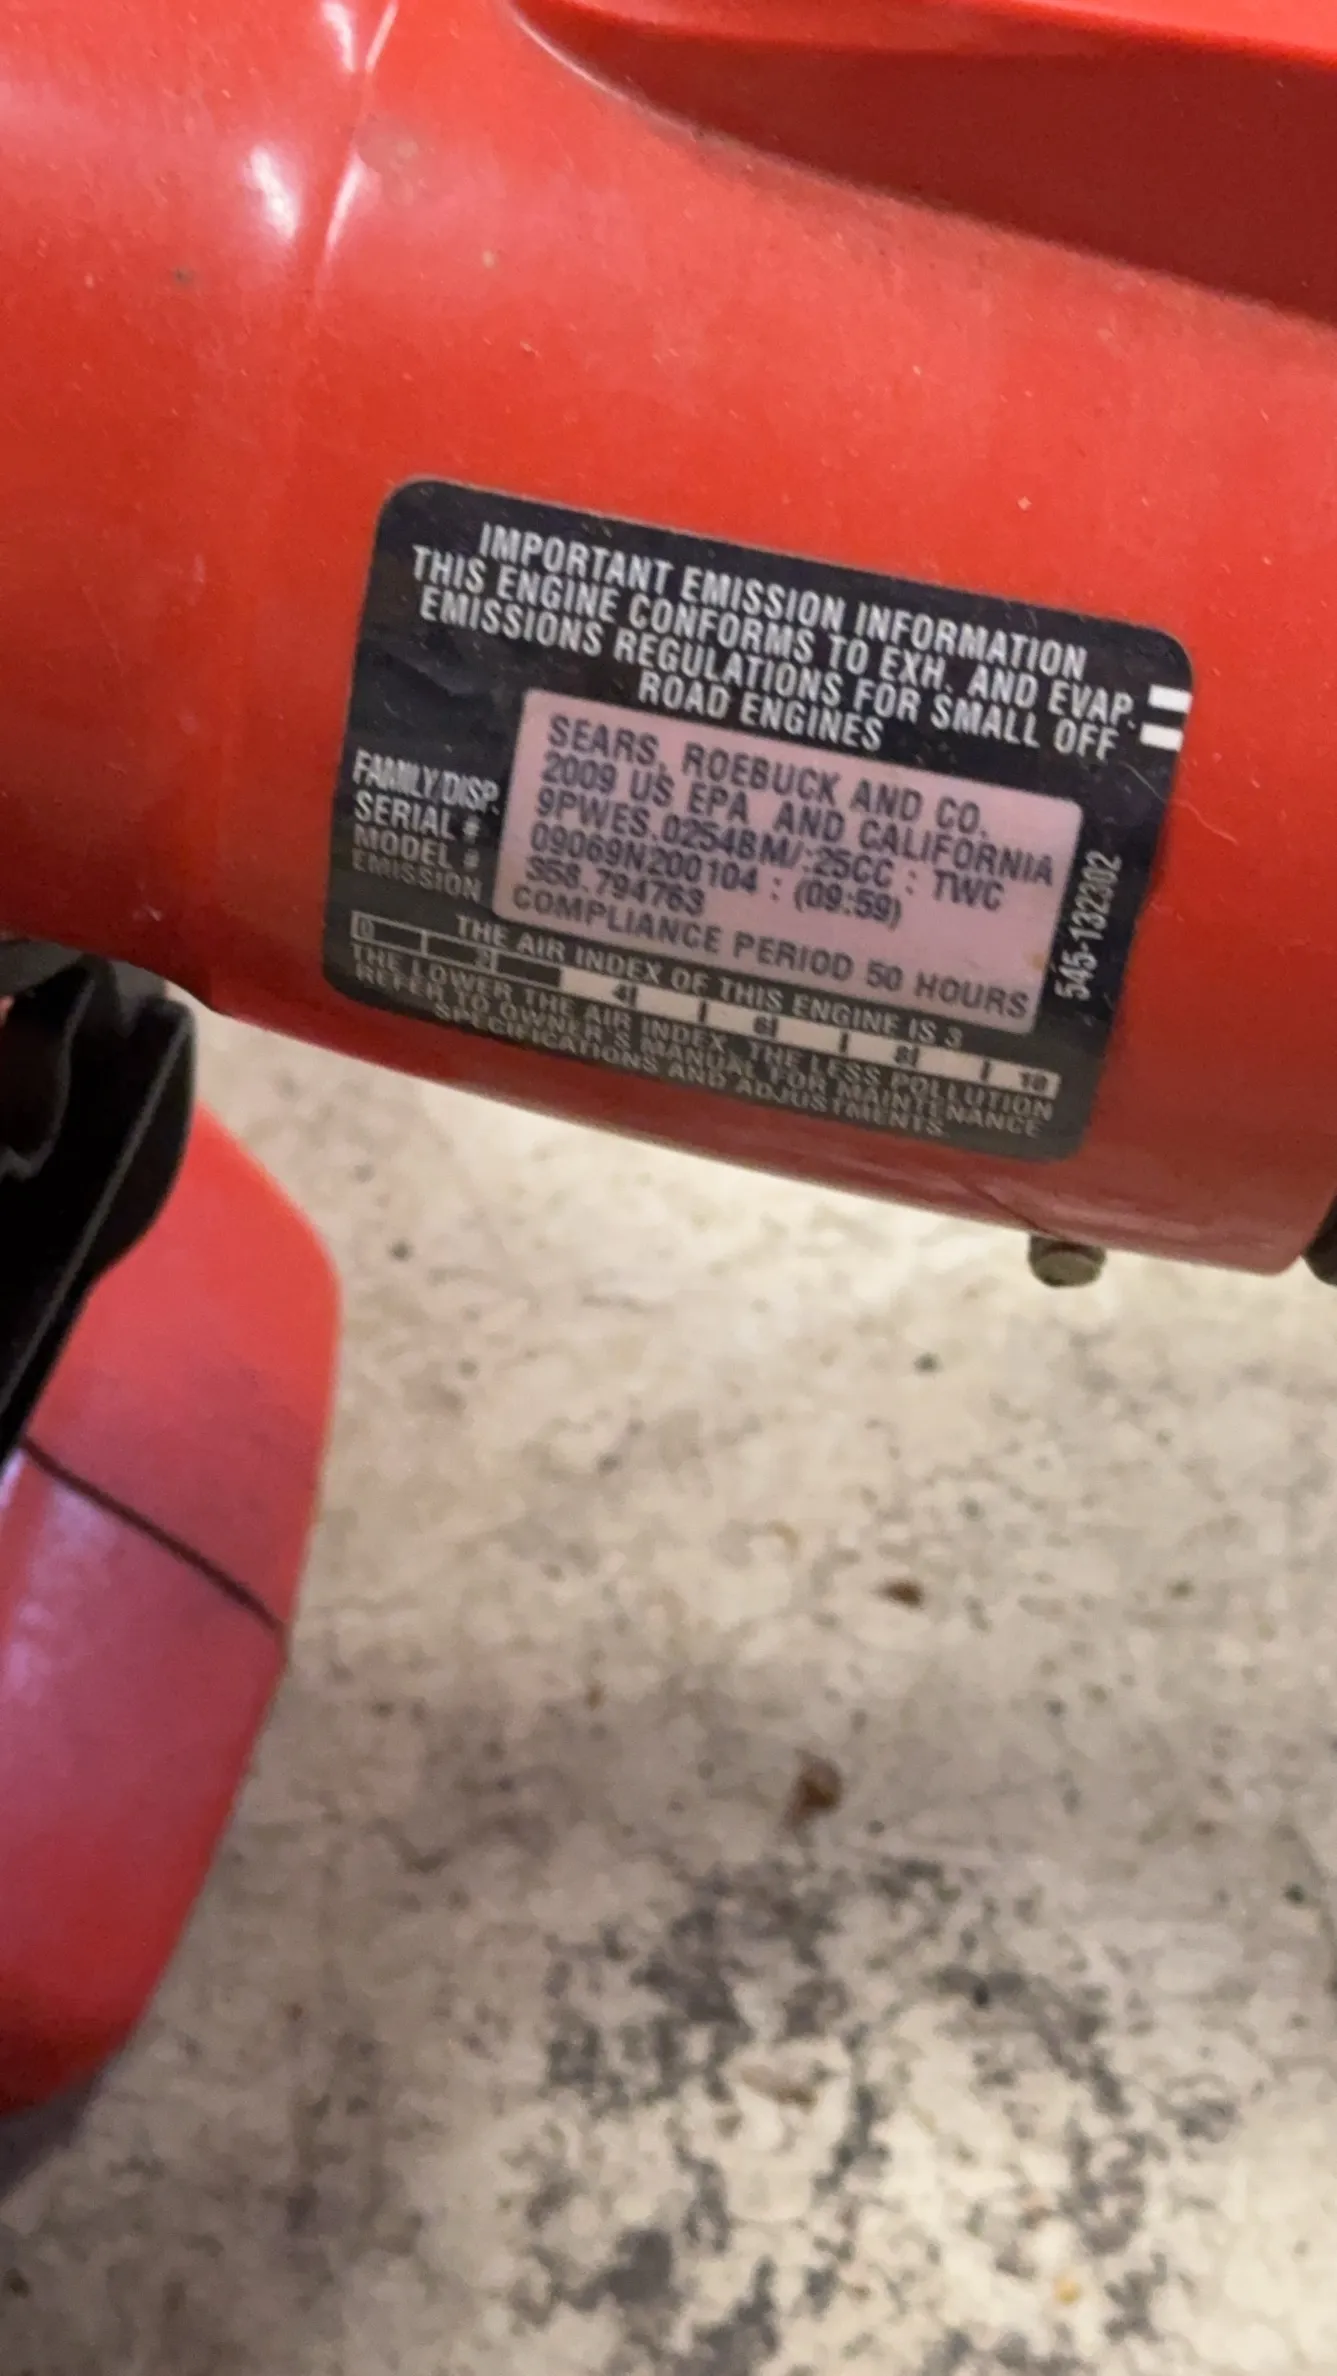 IMPORTANT EMISSION INFORMATION
THIS ENGINE CONFORMS TO EXH. AND EVAP.
EMISSIONS REGULATIONS FOR SMALL OFF
ROAD ENGINES
SEARS, ROEBUCK AND CO.
2009 US EPA AND CALIFORNIA
FAMILY/DISP. 9PWES.0254BM/:25CC : TWC
SERIAL # 09069N200104 : (09:59)
MODEL # 358.794763
EMISSION COMPLIANCE PERIOD 50 HOURS
THE AIR INDEX OF THIS ENGINE IS 3
0 2 4 6 8 10
THE LOWER THE AIR INDEX, THE LESS POLLUTION
REFER TO OWNER'S MANUAL FOR MAINTENANCE
SPECIFICATIONS AND ADJUSTMENTS.
545-132302